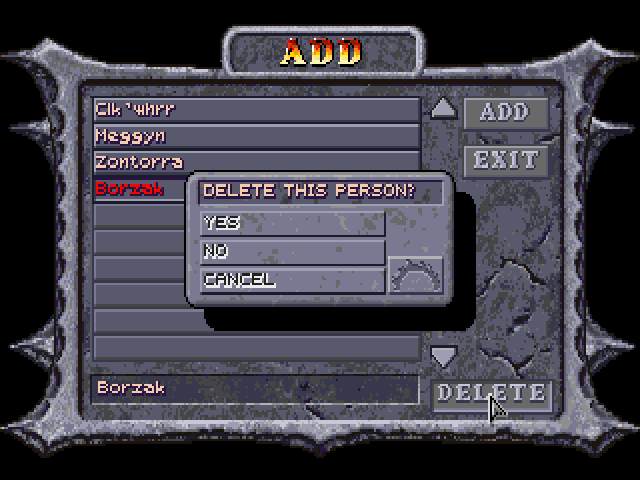 ADD
Clk'whrr
ADD
Meggyn
Zontorra
EXIT
Borzak
DELETE THIS PERSON?
YES
NO
CANCEL
Borzak
DELETE